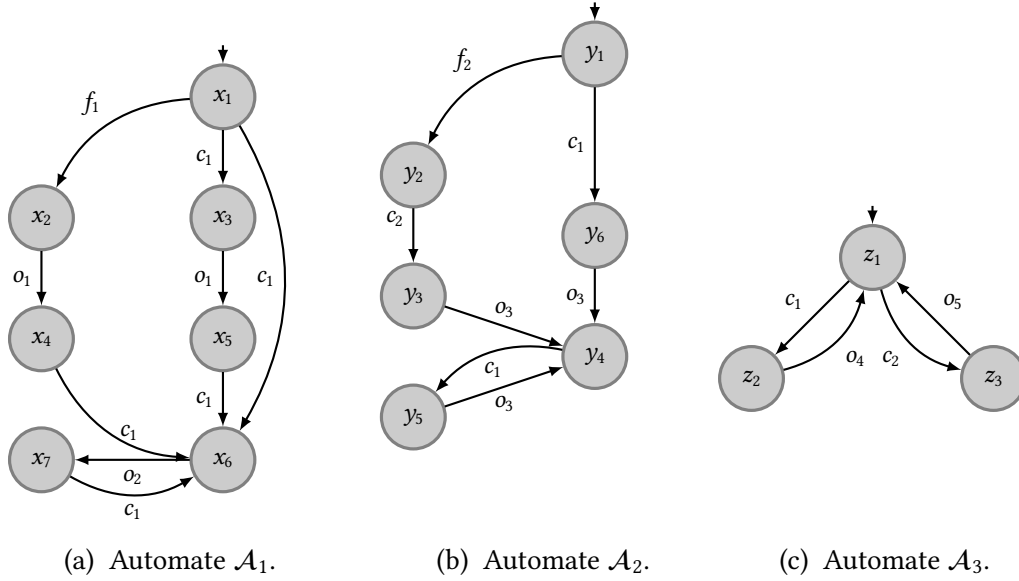 x₁
f₁
c₁
x₂
x₃
o₁
o₁
c₁
x₄
x₅
c₁
c₁
x₇
x₆
o₂
c₁
(a) Automate 𝒜₁.
y₁
f₂
c₁
y₂
c₂
y₆
y₃
o₃
o₃
c₁
y₄
y₅
o₃
(b) Automate 𝒜₂.
z₁
c₁
o₅
o₄
c₂
z₂
z₃
(c) Automate 𝒜₃.